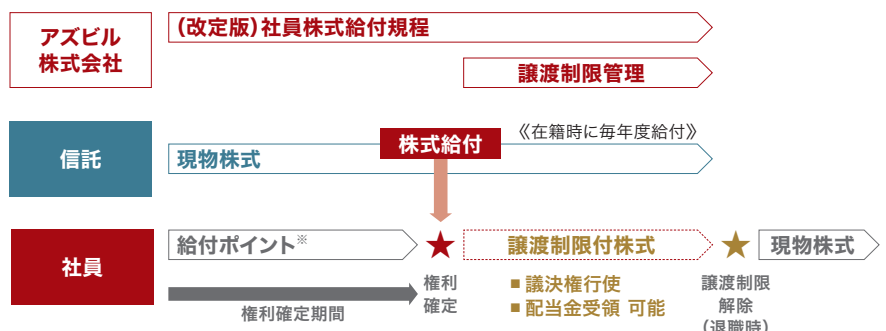 アズビル
株式会社
(改定版)社員株式給付規程
譲渡制限管理
信託
現物株式
株式給付
《在籍時に毎年度給付》
社員
給付ポイント※
★
譲渡制限付株式
★
現物株式
権利確定期間
権利
確定
■ 議決権行使
■ 配当金受領 可能
譲渡制限
解除
(退職時)